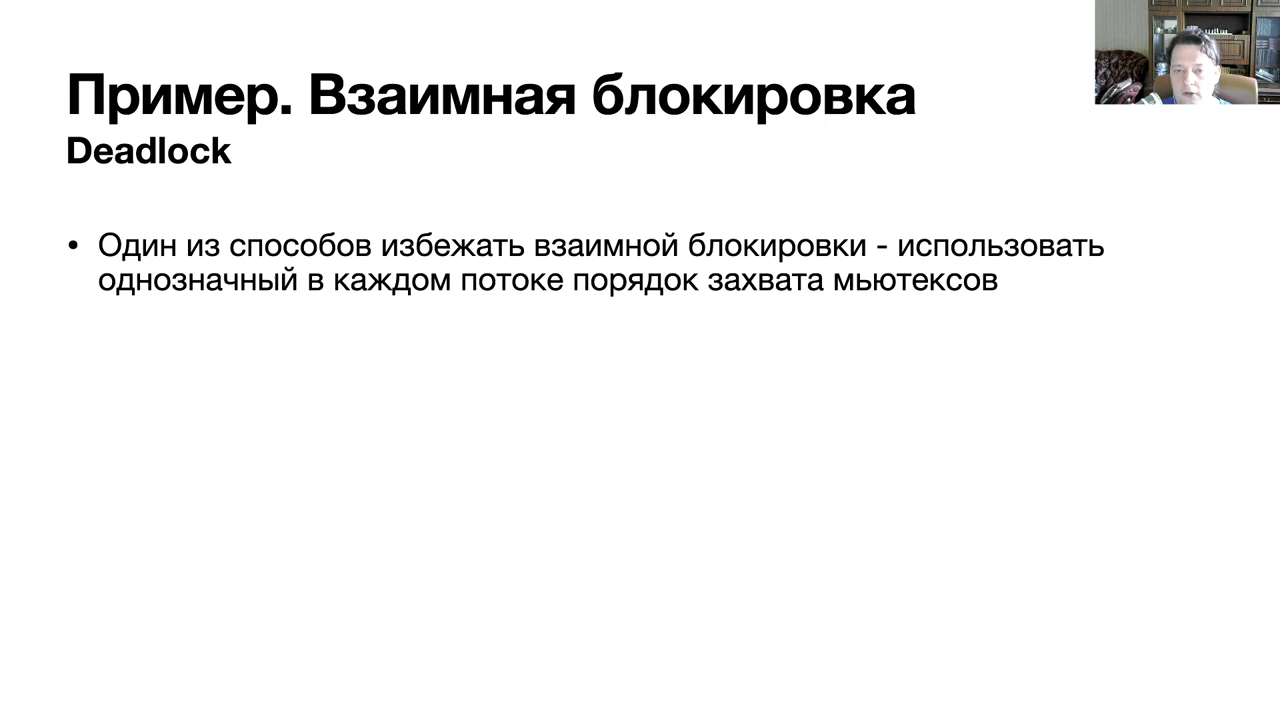 Пример. Взаимная блокировка
Deadlock
• Один из способов избежать взаимной блокировки - использовать
однозначный в каждом потоке порядок захвата мьютексов